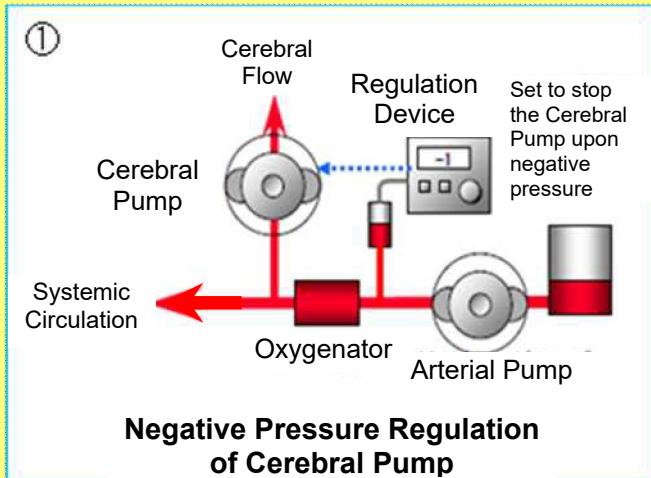 ①
Cerebral
Flow
Regulation
Device
Set to stop
the Cerebral
Pump upon
negative
pressure
-1
Cerebral
Pump
Systemic
Circulation
Oxygenator
Arterial Pump
Negative Pressure Regulation
of Cerebral Pump